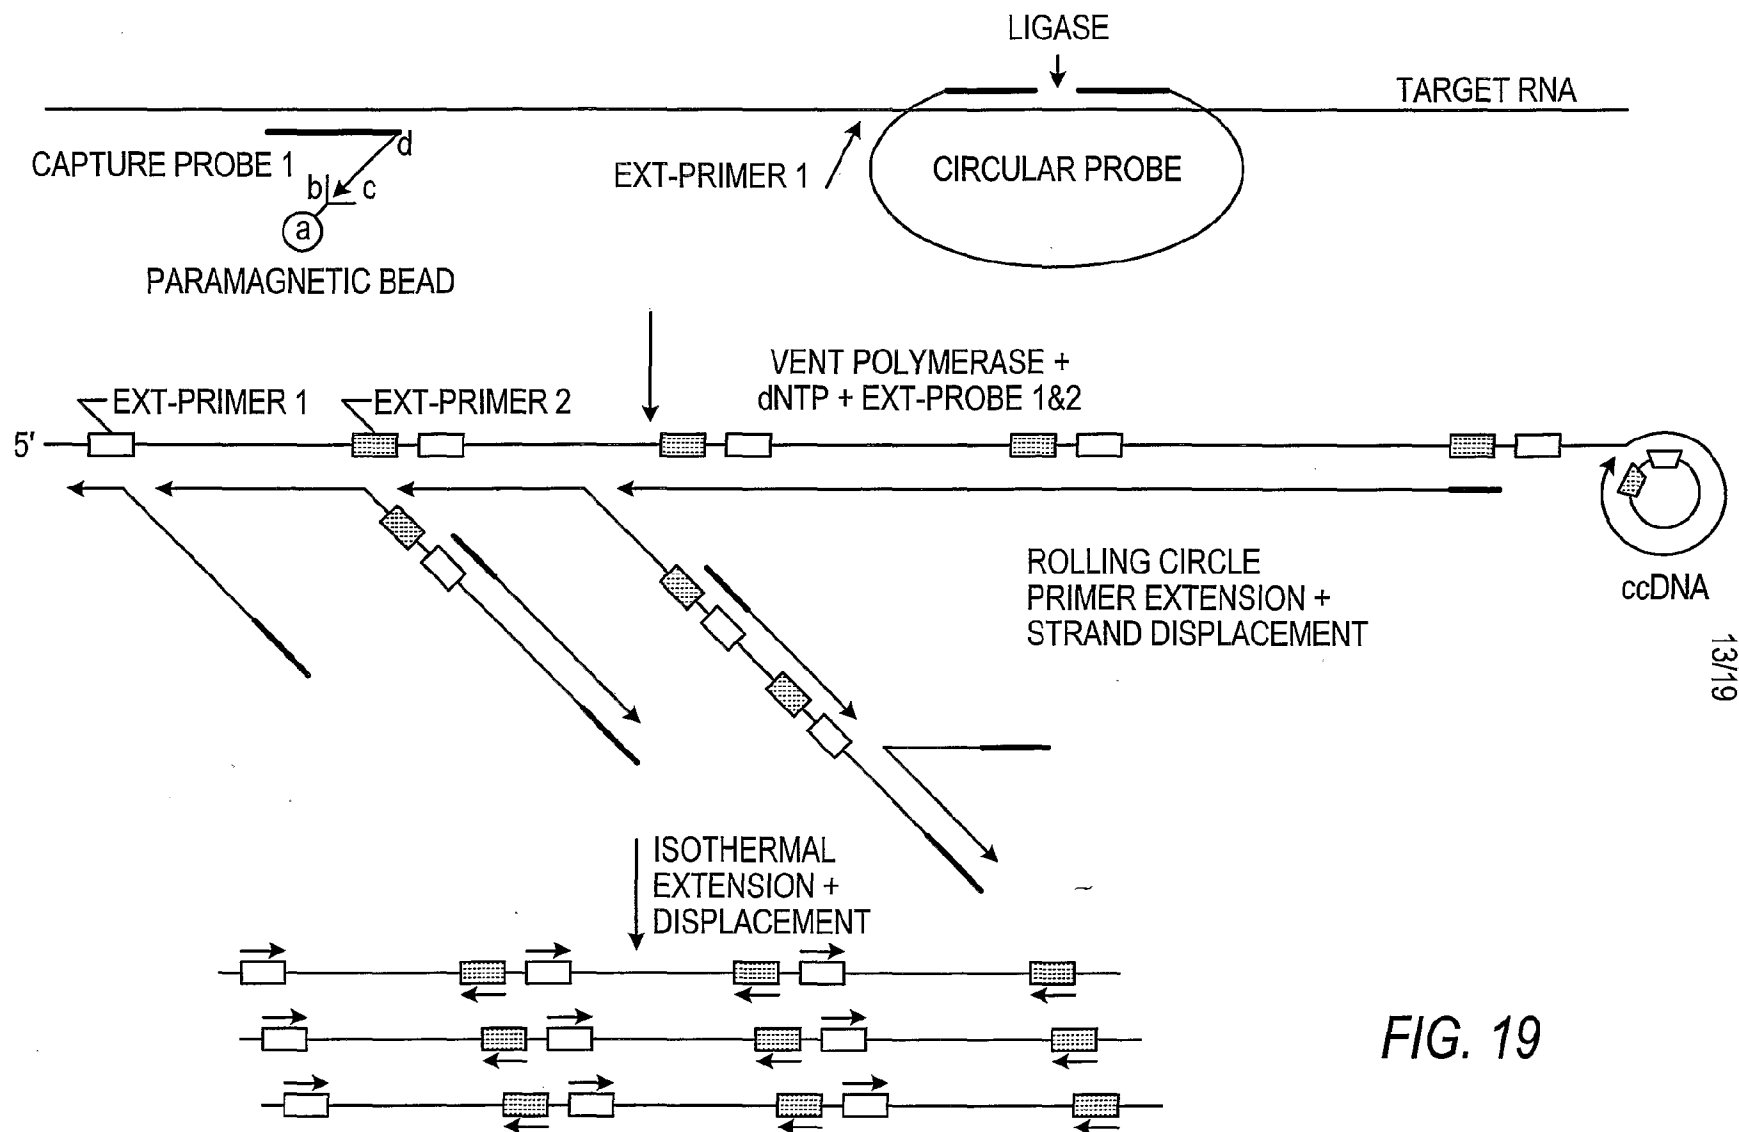 LIGASE
TARGET RNA
d
CAPTURE PROBE 1
b
c
a
PARAMAGNETIC BEAD
EXT-PRIMER 1
CIRCULAR PROBE
VENT POLYMERASE +
dNTP + EXT-PROBE 1&2
EXT-PRIMER 1
EXT-PRIMER 2
5'
ccDNA
ROLLING CIRCLE
PRIMER EXTENSION +
STRAND DISPLACEMENT
13/19
ISOTHERMAL
EXTENSION +
DISPLACEMENT
FIG. 19